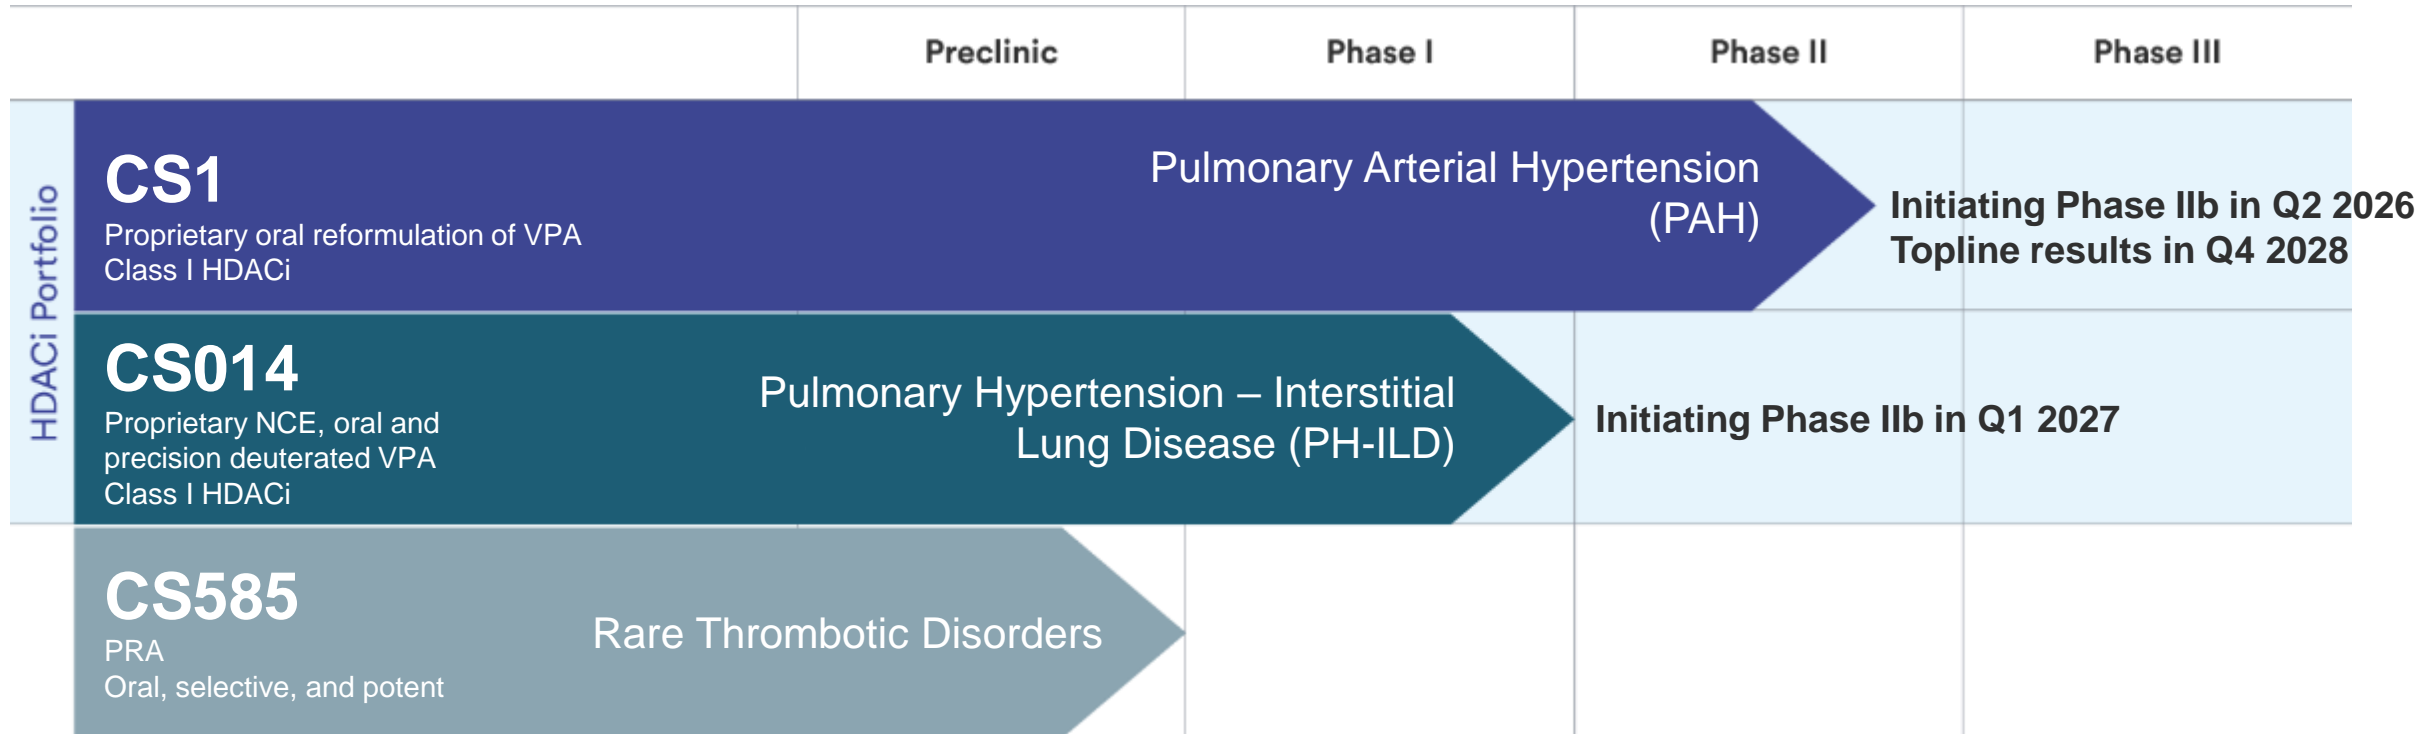 Preclinic
Phase I
Phase II
Phase III
HDACi Portfolio
CS1
Proprietary oral reformulation of VPA
Class I HDACi
Pulmonary Arterial Hypertension
(PAH)
Initiating Phase IIb in Q2 2026
Topline results in Q4 2028
CS014
Proprietary NCE, oral and
precision deuterated VPA
Class I HDACi
Pulmonary Hypertension – Interstitial
Lung Disease (PH-ILD)
Initiating Phase IIb in Q1 2027
CS585
PRA
Oral, selective, and potent
Rare Thrombotic Disorders